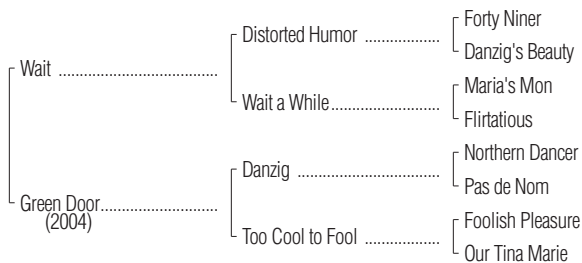 Forty Niner
Distorted Humor ..................
Danzig's Beauty
Wait ......................................
Maria's Mon
Wait a While..........................
Flirtatious
Northern Dancer
Danzig ..................................
Pas de Nom
Green Door............................
(2004)
Foolish Pleasure
Too Cool to Fool ..................
Our Tina Marie